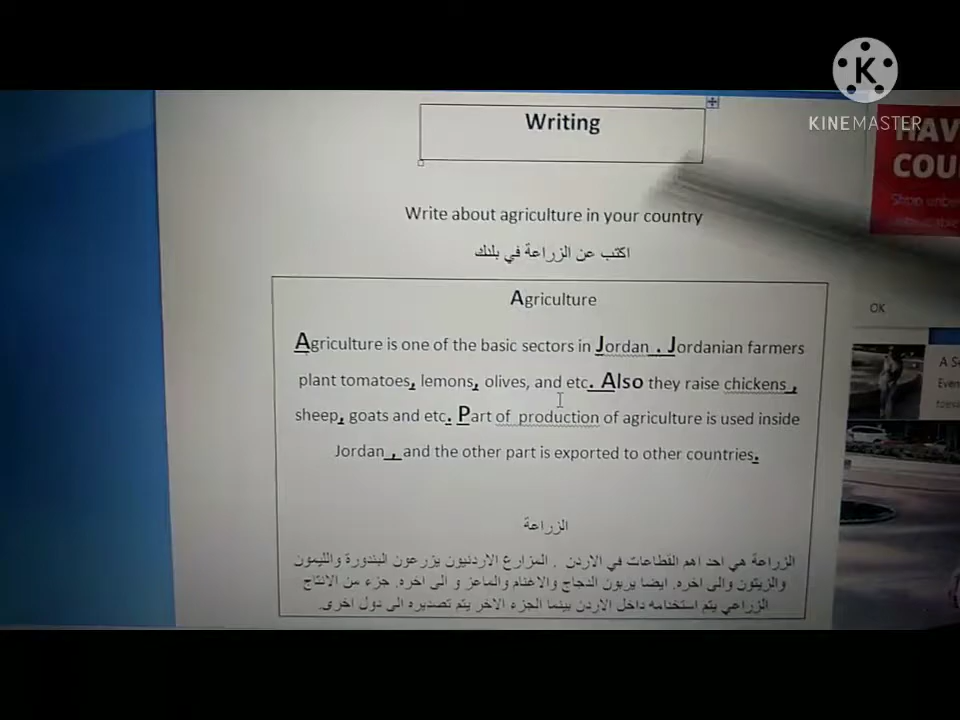 KINEMASTER
Writing
Write about agriculture in your country
اكتب عن الزراعة في بلدك
Agriculture
Agriculture is one of the basic sectors in Jordan . Jordanian farmers
plant tomatoes, lemons, olives, and etc. Also they raise chickens ,
sheep, goats and etc. Part of production of agriculture is used inside
Jordan , and the other part is exported to other countries.
الزراعة
الزراعة هي احد اهم القطاعات في الاردن . المزارع الاردنيون يزرعون البندورة والليمون
والزيتون والى اخره. ايضا يربون الدجاج والاغنام والماعز و الى اخره. جزء من الانتاج
الزراعي يتم استخدامه داخل الاردن بينما الجزء الاخر يتم تصديره الى دول اخرى.
HAV
COU
OK